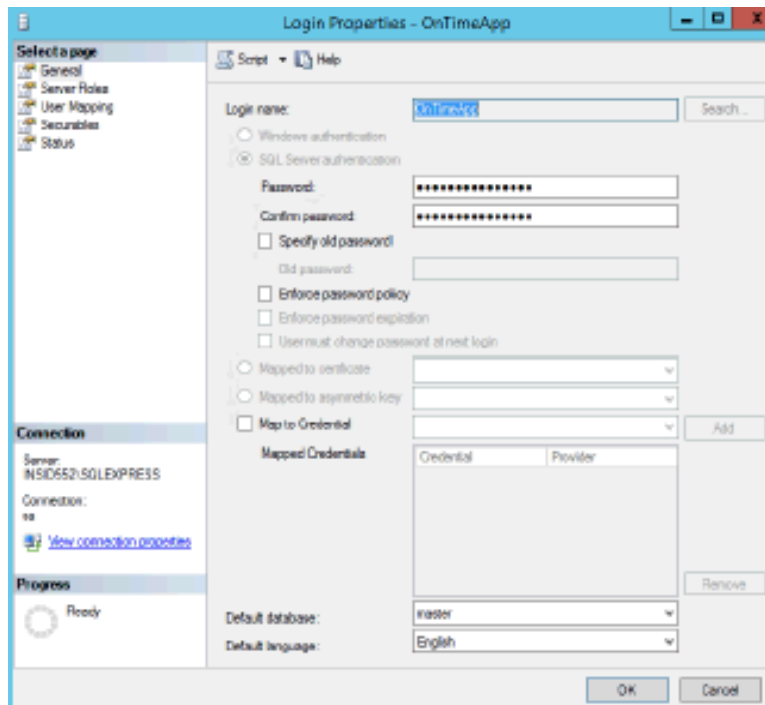 Login Properties - OnTimeApp
Select a page
General
Server Roles
User Mapping
Securables
Status
Script Help
Login name: OnTimeApp Search...
Windows authentication
SQL Server authentication
Password: •••••••••••••••
Confirm password: •••••••••••••••
Specify old password
Old password:
Enforce password policy
Enforce password expiration
User must change password at next login
Mapped to certificate
Mapped to asymmetric key
Map to Credential Add
Mapped Credentials Credential Provider
Remove
Default database: master
Default language: English
Connection
Server:
Connection:
sa
View connection properties
Progress
Ready
OK Cancel